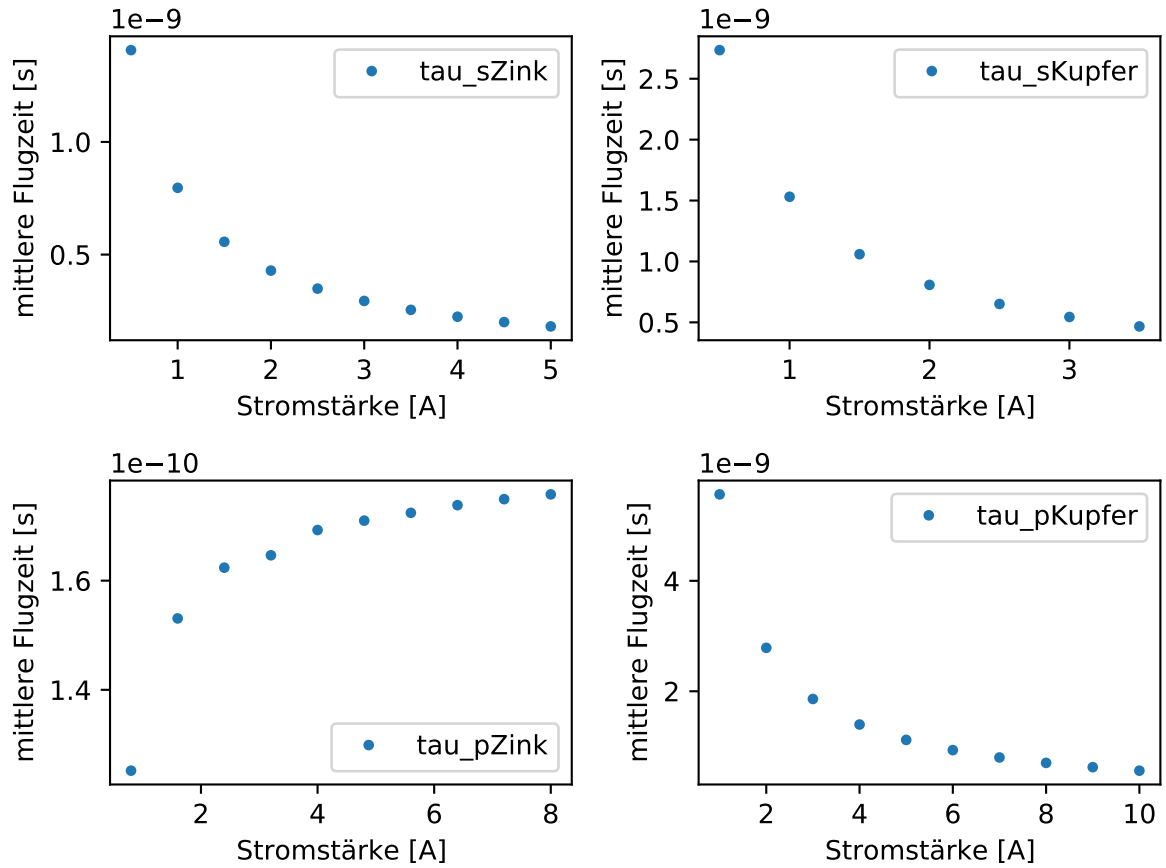 1e−9
tau_sZink
mittlere Flugzeit [s]
1.0
0.5
1 2 3 4 5
Stromstärke [A]
1e−9
tau_sKupfer
mittlere Flugzeit [s]
2.5
2.0
1.5
1.0
0.5
1 2 3
Stromstärke [A]
1e−10
mittlere Flugzeit [s]
1.6
1.4
tau_pZink
2 4 6 8
Stromstärke [A]
1e−9
tau_pKupfer
mittlere Flugzeit [s]
4
2
2 4 6 8 10
Stromstärke [A]